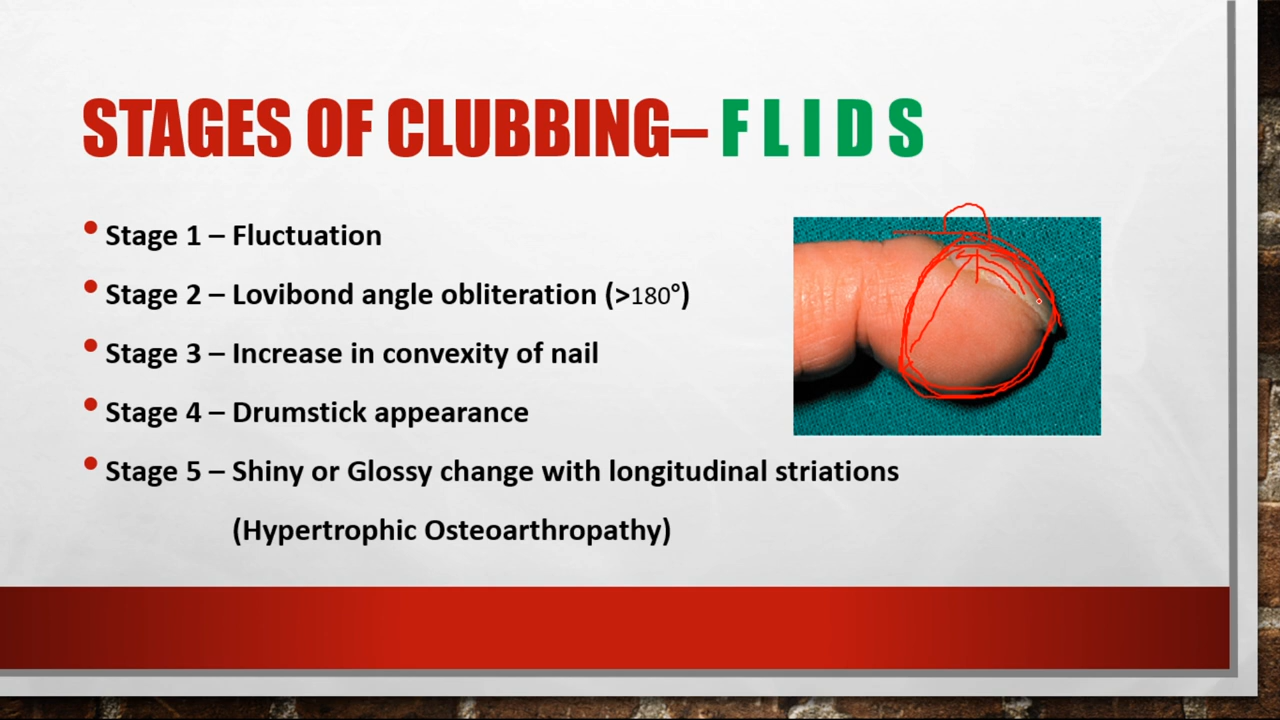 STAGES OF CLUBBING– F L I D S
• Stage 1 – Fluctuation
• Stage 2 – Lovibond angle obliteration (>180°)
• Stage 3 – Increase in convexity of nail
• Stage 4 – Drumstick appearance
• Stage 5 – Shiny or Glossy change with longitudinal striations
(Hypertrophic Osteoarthropathy)